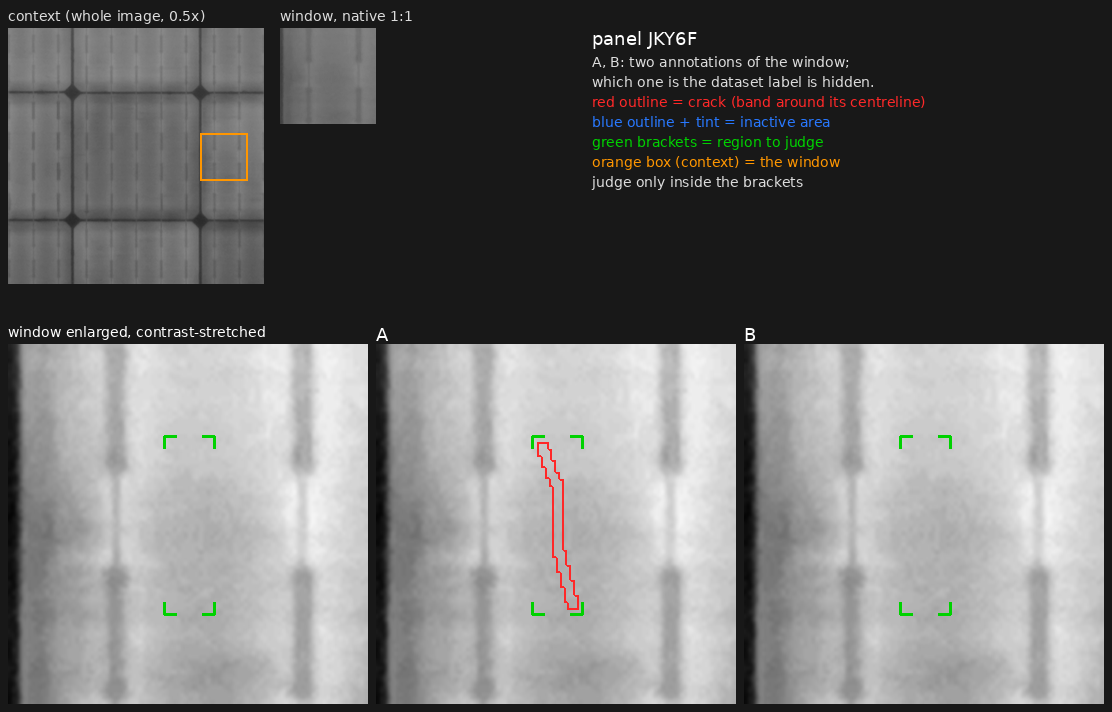 context (whole image, 0.5x)
window, native 1:1
panel JKY6F
A, B: two annotations of the window;
which one is the dataset label is hidden.
red outline = crack (band around its centreline)
blue outline + tint = inactive area
green brackets = region to judge
orange box (context) = the window
judge only inside the brackets
window enlarged, contrast-stretched
A
B